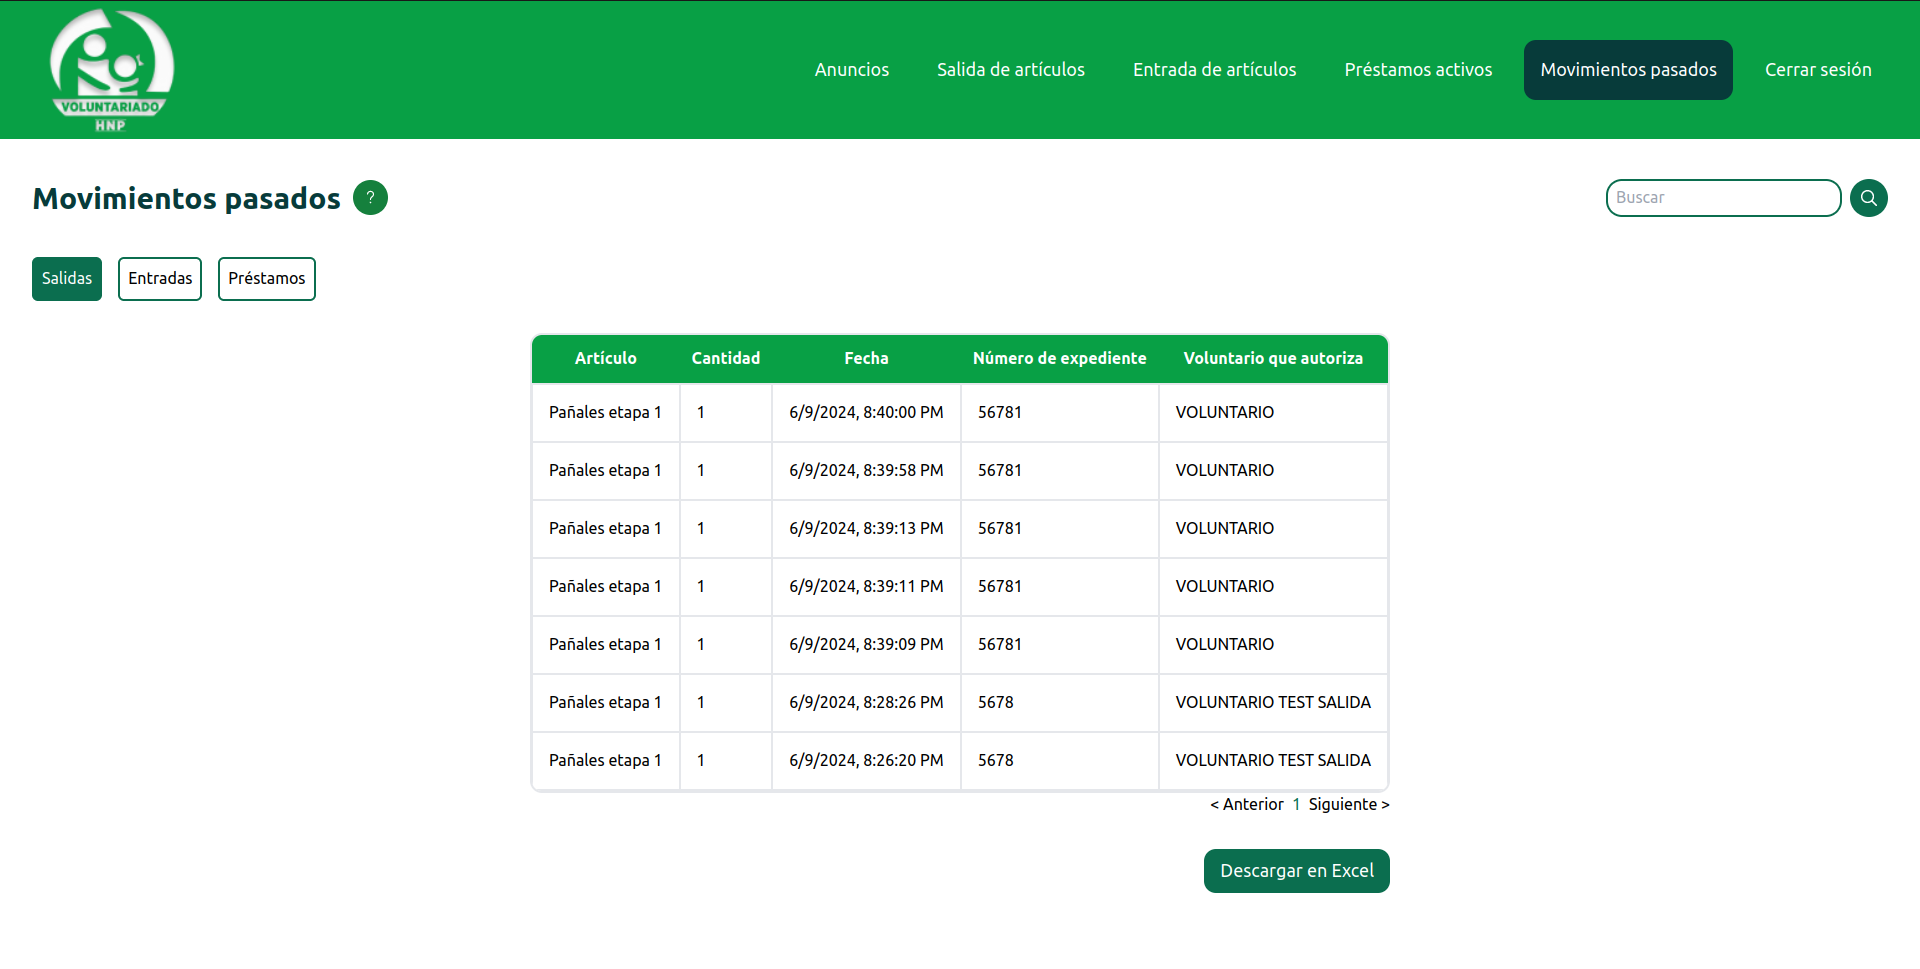 VOLUNTARIADO
HNP
Anuncios
Salida de artículos
Entrada de artículos
Préstamos activos
Movimientos pasados
Cerrar sesión
Movimientos pasados ?
Buscar
Salidas
Entradas
Préstamos
Artículo Cantidad Fecha Número de expediente Voluntario que autoriza
Pañales etapa 1 1 6/9/2024, 8:40:00 PM 56781 VOLUNTARIO
Pañales etapa 1 1 6/9/2024, 8:39:58 PM 56781 VOLUNTARIO
Pañales etapa 1 1 6/9/2024, 8:39:13 PM 56781 VOLUNTARIO
Pañales etapa 1 1 6/9/2024, 8:39:11 PM 56781 VOLUNTARIO
Pañales etapa 1 1 6/9/2024, 8:39:09 PM 56781 VOLUNTARIO
Pañales etapa 1 1 6/9/2024, 8:28:26 PM 5678 VOLUNTARIO TEST SALIDA
Pañales etapa 1 1 6/9/2024, 8:26:20 PM 5678 VOLUNTARIO TEST SALIDA
< Anterior 1 Siguiente >
Descargar en Excel